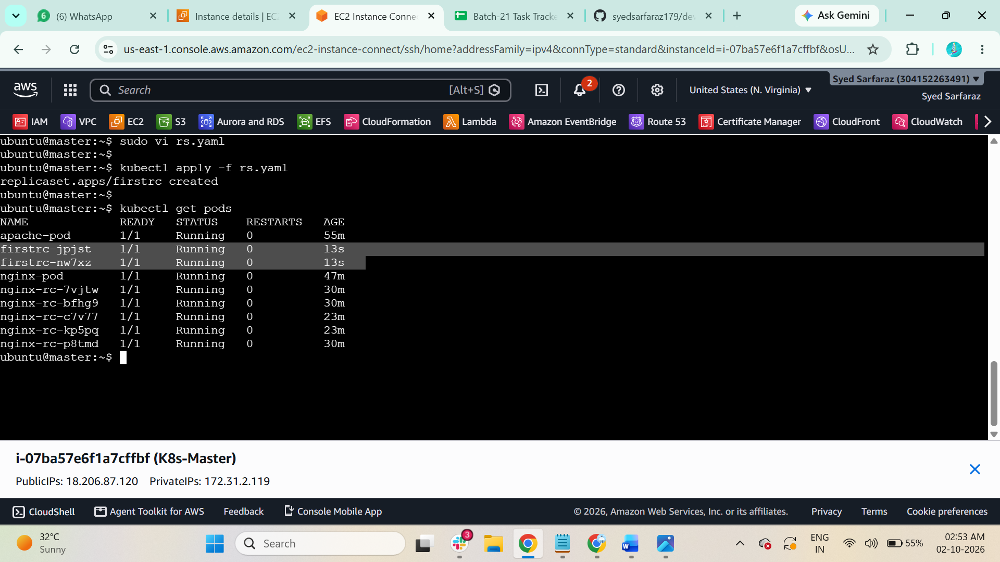 6 (6) WhatsApp
Instance details | EC2
EC2 Instance Conne
Batch-21 Task Tracke
syedsarfaraz179/dev
Ask Gemini
us-east-1.console.aws.amazon.com/ec2-instance-connect/ssh/home?addressFamily=ipv4&connType=standard&instanceId=i-07ba57e6f1a7cffbf&osU...
aws
Search [Alt+S]
2
United States (N. Virginia) ▼
Syed Sarfaraz (304152263491) ▼
Syed Sarfaraz
IAM VPC EC2 S3 Aurora and RDS EFS CloudFormation Lambda Amazon EventBridge Route 53 Certificate Manager CloudFront CloudWatch
ubuntu@master:~$ sudo vi rs.yaml
ubuntu@master:~$
ubuntu@master:~$ kubectl apply -f rs.yaml
replicaset.apps/firstrc created
ubuntu@master:~$
ubuntu@master:~$ kubectl get pods
NAME READY STATUS RESTARTS AGE
apache-pod 1/1 Running 0 55m
firstrc-jpjst 1/1 Running 0 13s
firstrc-nw7xz 1/1 Running 0 13s
nginx-pod 1/1 Running 0 47m
nginx-rc-7vjtw 1/1 Running 0 30m
nginx-rc-bfhg9 1/1 Running 0 30m
nginx-rc-c7v77 1/1 Running 0 23m
nginx-rc-kp5pq 1/1 Running 0 23m
nginx-rc-p8tmd 1/1 Running 0 30m
ubuntu@master:~$
i-07ba57e6f1a7cffbf (K8s-Master)
PublicIPs: 18.206.87.120 PrivateIPs: 172.31.2.119
CloudShell Agent Toolkit for AWS Feedback Console Mobile App © 2026, Amazon Web Services, Inc. or its affiliates. Privacy Terms Cookie preferences
32°C
Sunny
Search
3
ENG
IN
55%
02:53 AM
02-10-2026